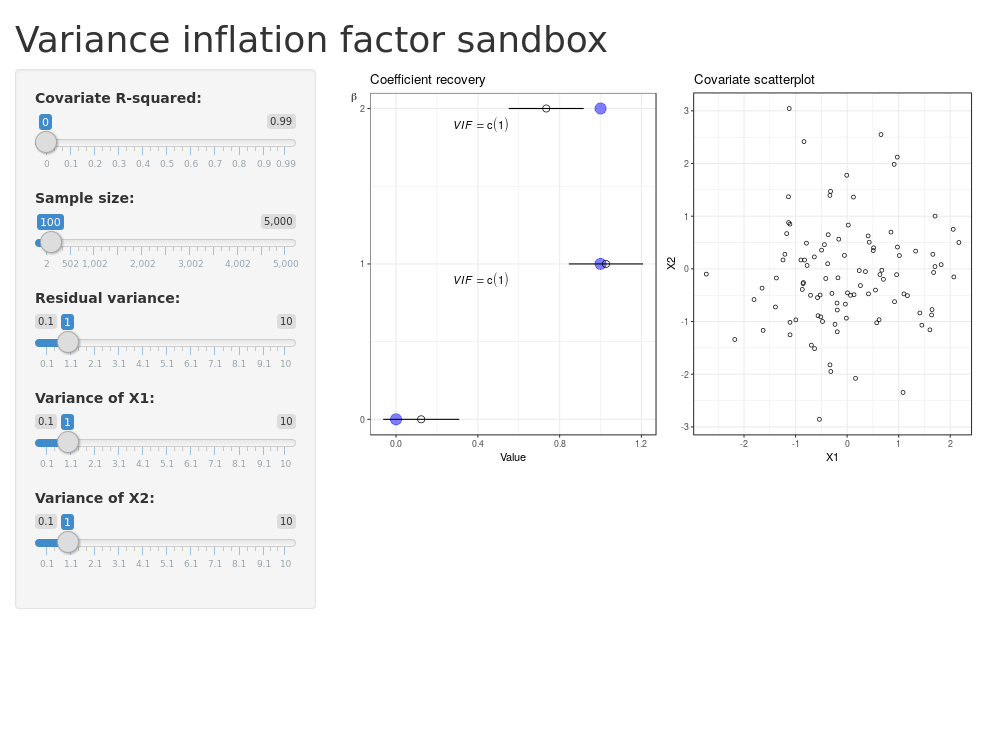 Variance inflation factor sandbox
Covariate R-squared:
0 0.99
0 0.1 0.2 0.3 0.4 0.5 0.6 0.7 0.8 0.9 0.99
Sample size:
100 5,000
2 502 1,002 2,002 3,002 4,002 5,000
Residual variance:
0.1 1 10
0.1 1.1 2.1 3.1 4.1 5.1 6.1 7.1 8.1 9.1 10
Variance of X1:
0.1 1 10
0.1 1.1 2.1 3.1 4.1 5.1 6.1 7.1 8.1 9.1 10
Variance of X2:
0.1 1 10
0.1 1.1 2.1 3.1 4.1 5.1 6.1 7.1 8.1 9.1 10
Coefficient recovery
β
2
VIF = c(1)
1
VIF = c(1)
0
0.0 0.4 0.8 1.2
Value
Covariate scatterplot
3
2
1
0
-1
-2
-3
X2
-2 -1 0 1 2
X1